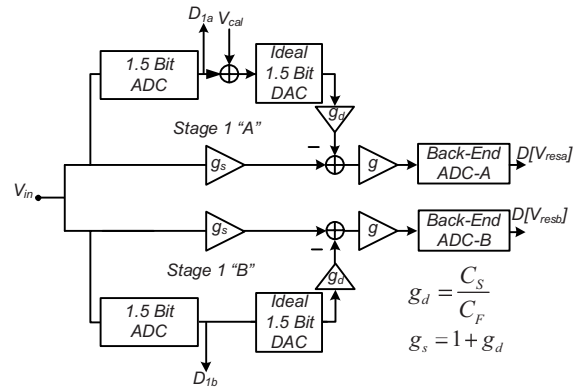 D1a Vcal
1.5 Bit
ADC
Ideal
1.5 Bit
DAC
gd
Stage 1 "A"
gs
g
Back-End
ADC-A
D[Vresa]
Vin
gs
g
Back-End
ADC-B
D[Vresb]
Stage 1 "B"
gd
1.5 Bit
ADC
Ideal
1.5 Bit
DAC
D1b
gd = CS / CF
gs = 1 + gd